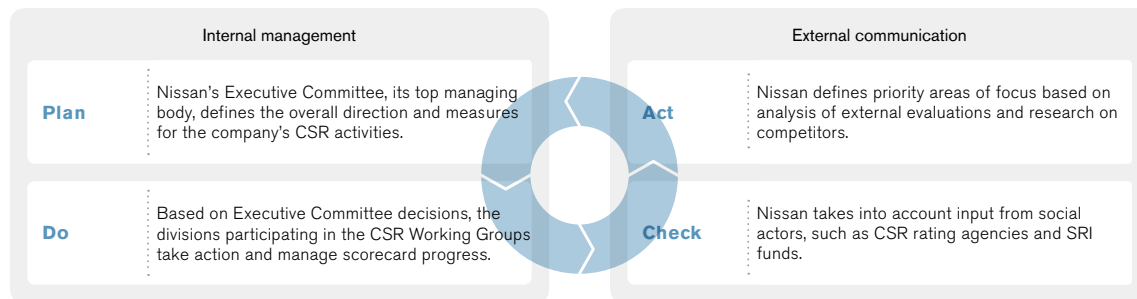 Internal management
Plan
Nissan’s Executive Committee, its top managing
body, defines the overall direction and measures
for the company’s CSR activities.
Do
Based on Executive Committee decisions, the
divisions participating in the CSR Working Groups
take action and manage scorecard progress.
External communication
Act
Nissan defines priority areas of focus based on
analysis of external evaluations and research on
competitors.
Check
Nissan takes into account input from social
actors, such as CSR rating agencies and SRI
funds.